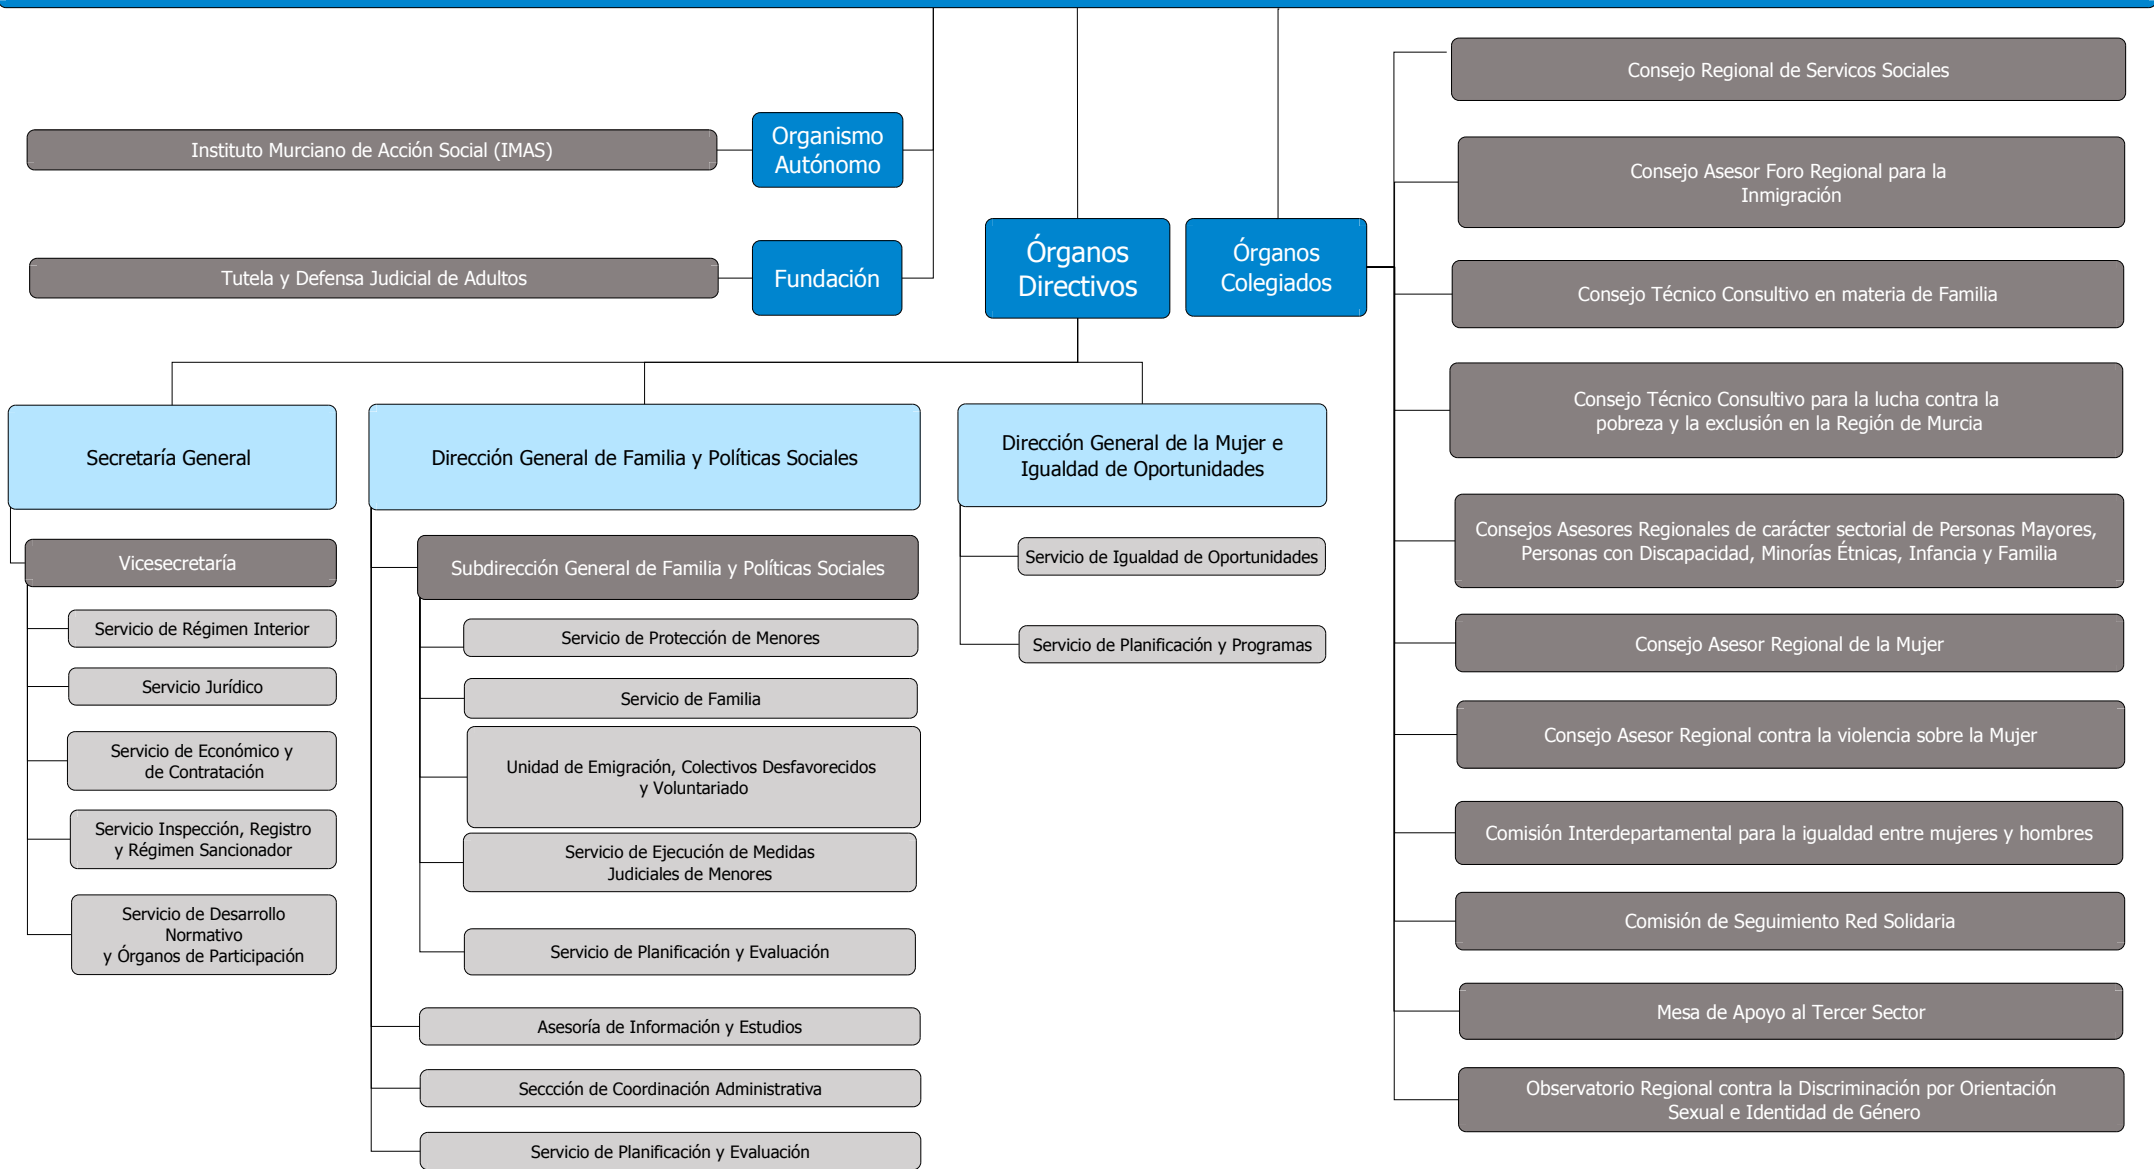 Organismo
Autónomo
Instituto Murciano de Acción Social (IMAS)
Fundación
Tutela y Defensa Judicial de Adultos
Órganos
Directivos
Órganos
Colegiados
Secretaría General
Vicesecretaría
Servicio de Régimen Interior
Servicio Jurídico
Servicio de Económico y
de Contratación
Servicio Inspección, Registro
y Régimen Sancionador
Servicio de Desarrollo
Normativo
y Órganos de Participación
Dirección General de Familia y Políticas Sociales
Subdirección General de Familia y Políticas Sociales
Servicio de Protección de Menores
Servicio de Familia
Unidad de Emigración, Colectivos Desfavorecidos
y Voluntariado
Servicio de Ejecución de Medidas
Judiciales de Menores
Servicio de Planificación y Evaluación
Asesoría de Información y Estudios
Seccción de Coordinación Administrativa
Servicio de Planificación y Evaluación
Dirección General de la Mujer e
Igualdad de Oportunidades
Servicio de Igualdad de Oportunidades
Servicio de Planificación y Programas
Consejo Regional de Servicos Sociales
Consejo Asesor Foro Regional para la
Inmigración
Consejo Técnico Consultivo en materia de Familia
Consejo Técnico Consultivo para la lucha contra la
pobreza y la exclusión en la Región de Murcia
Consejos Asesores Regionales de carácter sectorial de Personas Mayores,
Personas con Discapacidad, Minorías Étnicas, Infancia y Familia
Consejo Asesor Regional de la Mujer
Consejo Asesor Regional contra la violencia sobre la Mujer
Comisión Interdepartamental para la igualdad entre mujeres y hombres
Comisión de Seguimiento Red Solidaria
Mesa de Apoyo al Tercer Sector
Observatorio Regional contra la Discriminación por Orientación
Sexual e Identidad de Género